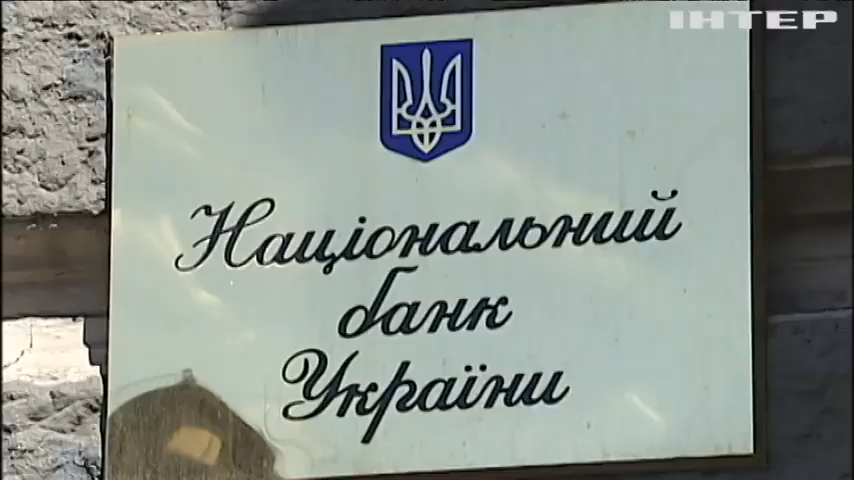 ІНТЕР
Національний
банк
України